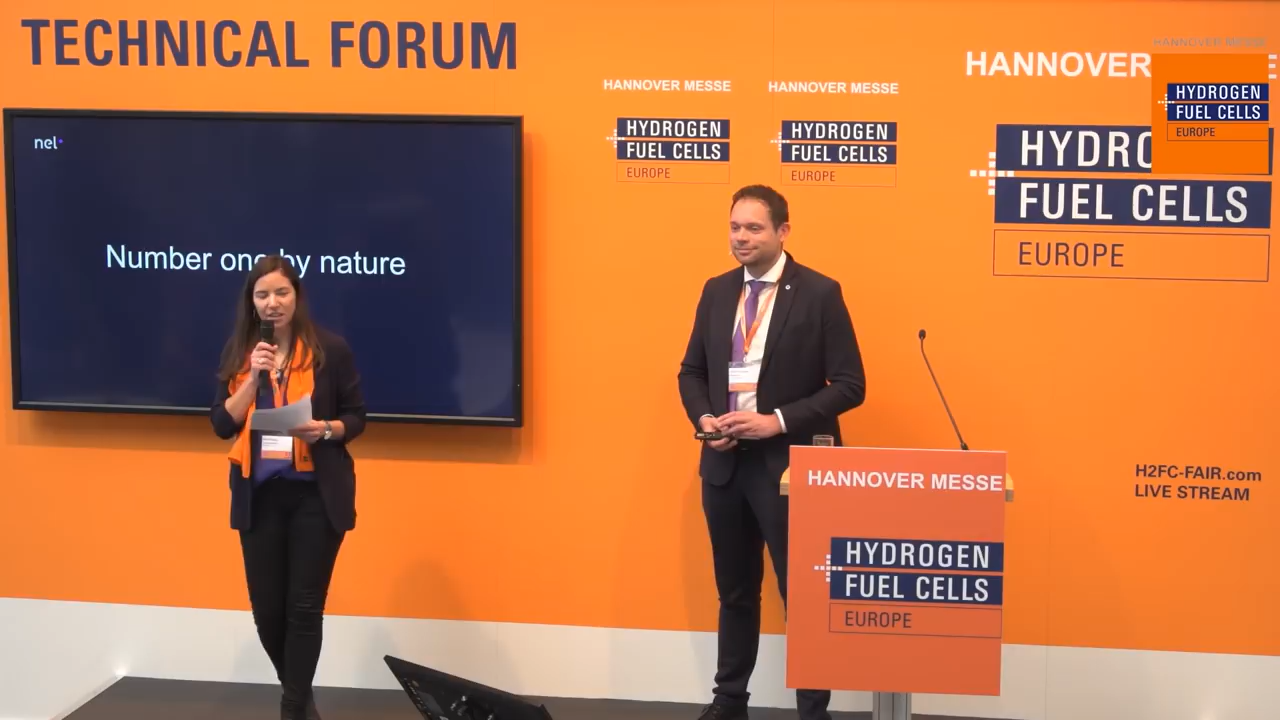 TECHNICAL FORUM
nel
Number one by nature
HANNOVER MESSE
HYDROGEN
FUEL CELLS
EUROPE
HANNOVER MESSE
HYDROGEN
FUEL CELLS
EUROPE
HANNOVER
HYDRO
FUEL CELLS
EUROPE
HANNOVER MESSE
HYDROGEN
FUEL CELLS
EUROPE
H2FC-FAIR.com
LIVE STREAM
HANNOVER MESSE
HYDROGEN
FUEL CELLS
EUROPE